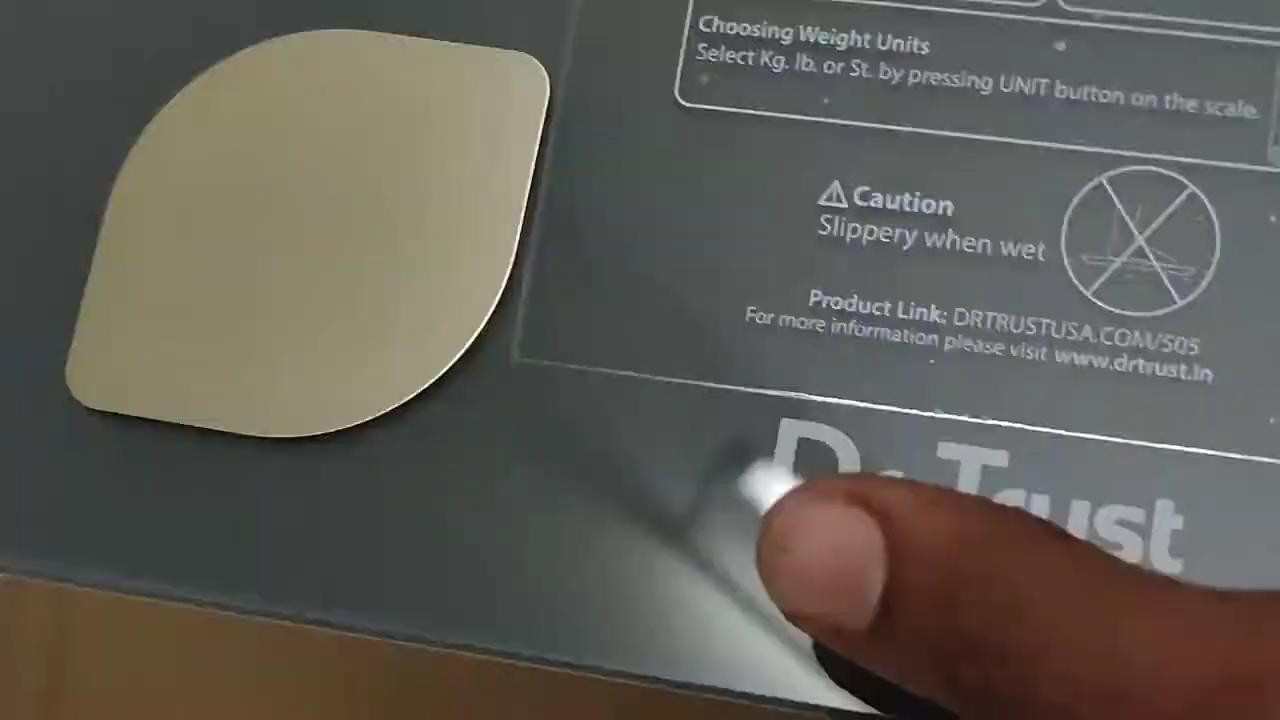 Choosing Weight Units
Select Kg. lb. or St. by pressing UNIT button on the scale.
Caution
Slippery when wet
Product Link: DRTRUSTUSA.COM/505
For more information please visit www.drtrust.in
Dr Trust